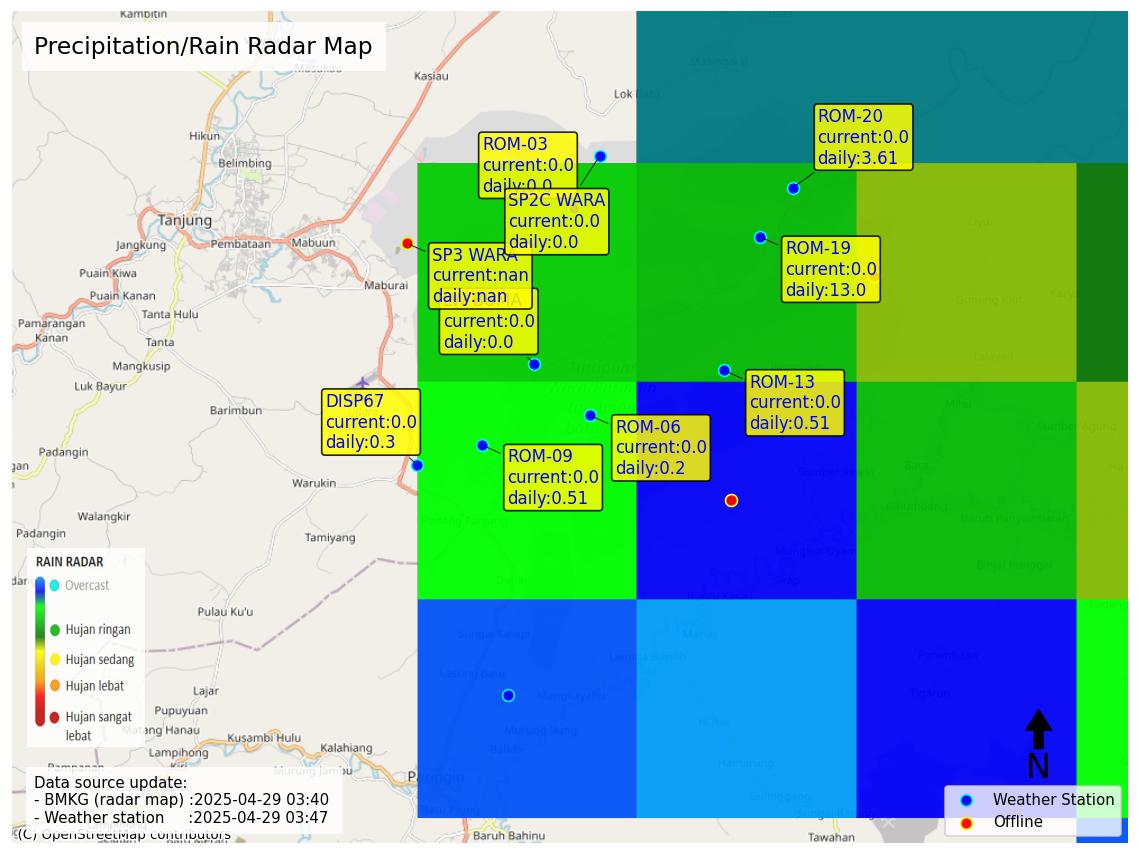 Kambitin
Precipitation/Rain Radar Map
Kasiau
Lok Batu
ROM-20
current:0.0
daily:3.61
Hikun
ROM-03
current:0.0
daily:0.0
Belimbing
SP2C WARA
current:0.0
daily:0.0
Tanjung
Jangkung
Pembataan
Mabuun
ROM-19
current:0.0
daily:13.0
SP3 WARA
current:nan
daily:nan
Puain Kiwa
Maburai
Puain Kanan
Tanta Hulu
current:0.0
daily:0.0
Pamarangan
Kanan
Tanta
Mangkusip
Luk Bayur
ROM-13
current:0.0
daily:0.51
DISP67
current:0.0
daily:0.3
Barimbun
ROM-06
current:0.0
daily:0.2
ROM-09
current:0.0
daily:0.51
Warukin
Walangkir
Padangin
Tamiyang
RAIN RADAR
Overcast
Hujan ringan
Hujan sedang
Hujan lebat
Hujan sangat
lebat
Pulau Ku'u
Lajar
Pupuyuan
Matang Hanau
Lampihong
Kusambi Hulu
Kalahiang
Murung Jambu
Paringin
N
Data source update:
- BMKG (radar map) :2025-04-29 03:40
- Weather station :2025-04-29 03:47
(C) OpenStreetMap contributors
Baruh Bahinu
Tawahan
Weather Station
Offline